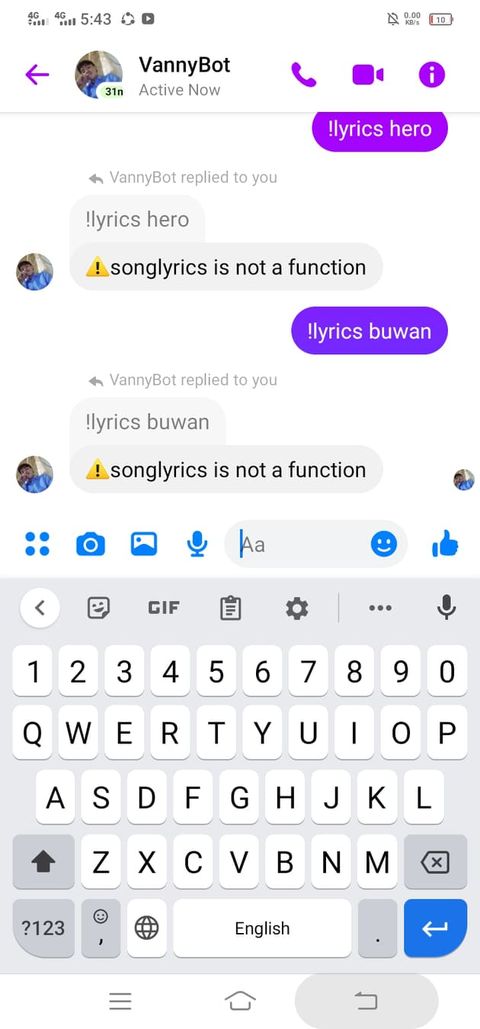 4G 4G 5:43 0.00 KB/s 10
VannyBot
31n
Active Now
!lyrics hero
VannyBot replied to you
!lyrics hero
⚠️songlyrics is not a function
!lyrics buwan
VannyBot replied to you
!lyrics buwan
⚠️songlyrics is not a function
Aa
GIF
1 2 3 4 5 6 7 8 9 0
Q W E R T Y U I O P
A S D F G H J K L
Z X C V B N M
?123 , English .